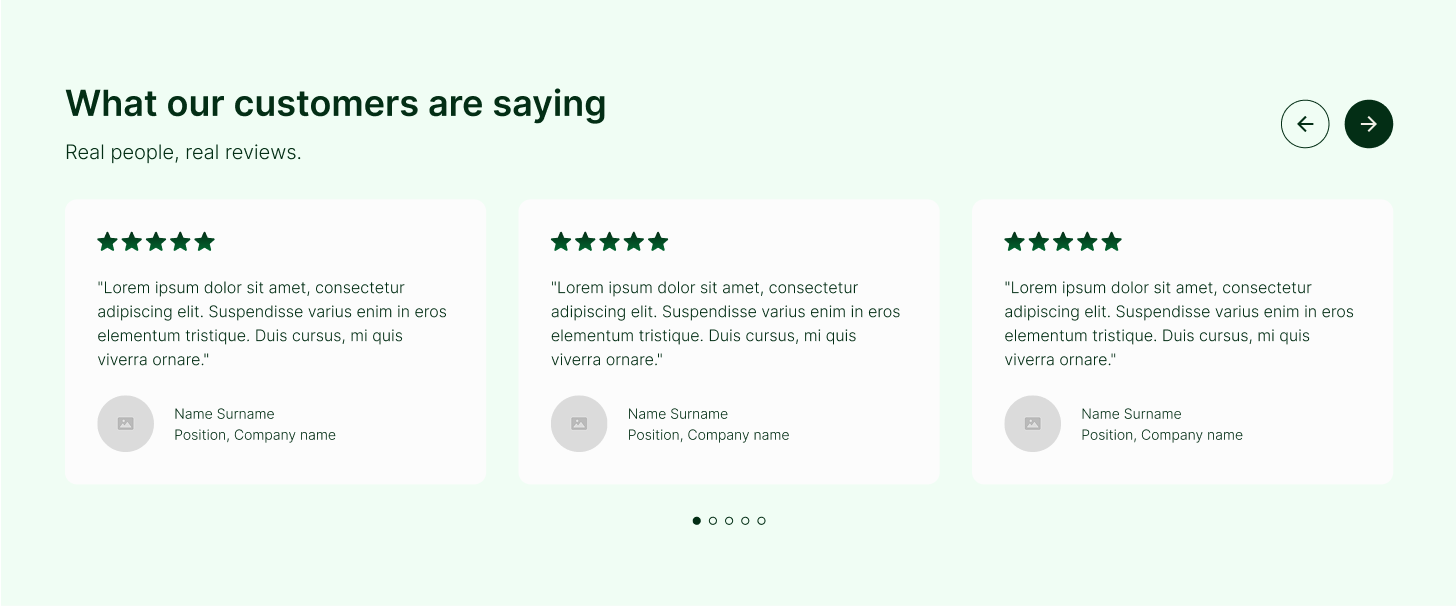 What our customers are saying
Real people, real reviews.
"Lorem ipsum dolor sit amet, consectetur
adipiscing elit. Suspendisse varius enim in eros
elementum tristique. Duis cursus, mi quis
viverra ornare."
Name Surname
Position, Company name
"Lorem ipsum dolor sit amet, consectetur
adipiscing elit. Suspendisse varius enim in eros
elementum tristique. Duis cursus, mi quis
viverra ornare."
Name Surname
Position, Company name
"Lorem ipsum dolor sit amet, consectetur
adipiscing elit. Suspendisse varius enim in eros
elementum tristique. Duis cursus, mi quis
viverra ornare."
Name Surname
Position, Company name